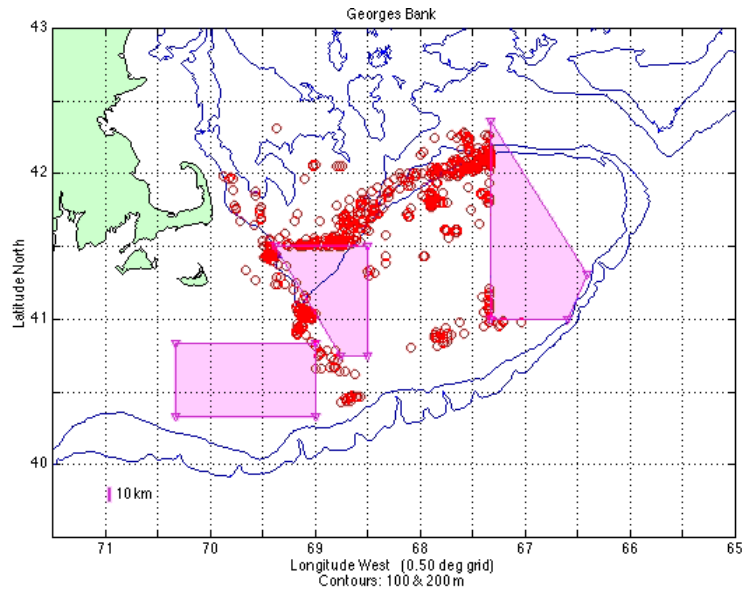 Georges Bank
43
42
41
40
Latitude North
10 km
71 70 69 68 67 66 65
Longitude West (0.50 deg grid)
Contours: 100 & 200 m